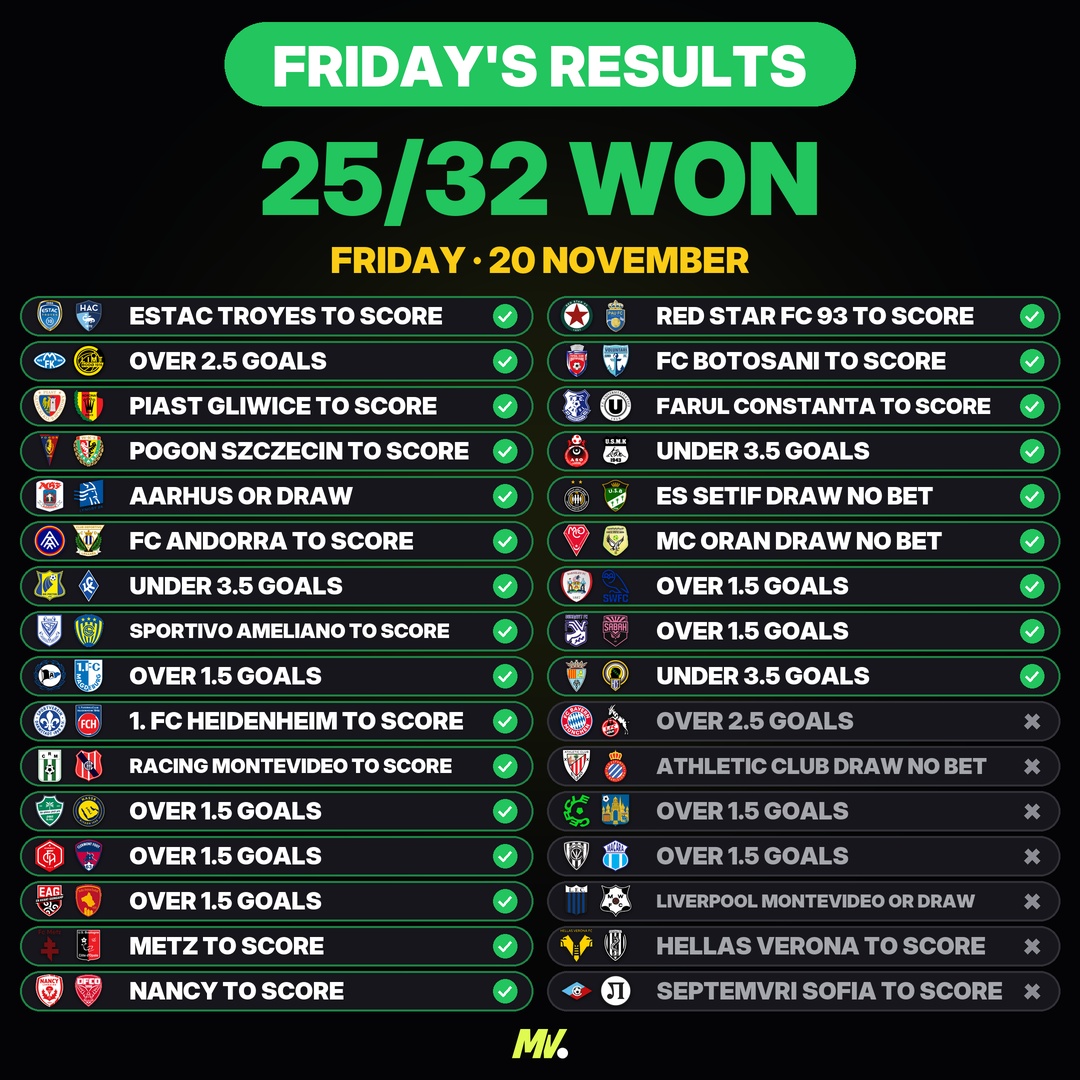 FRIDAY'S RESULTS
25/32 WON
FRIDAY · 20 NOVEMBER
ESTAC TROYES TO SCORE
OVER 2.5 GOALS
PIAST GLIWICE TO SCORE
POGON SZCZECIN TO SCORE
AARHUS OR DRAW
FC ANDORRA TO SCORE
UNDER 3.5 GOALS
SPORTIVO AMELIANO TO SCORE
OVER 1.5 GOALS
1. FC HEIDENHEIM TO SCORE
RACING MONTEVIDEO TO SCORE
OVER 1.5 GOALS
OVER 1.5 GOALS
OVER 1.5 GOALS
METZ TO SCORE
NANCY TO SCORE
RED STAR FC 93 TO SCORE
FC BOTOSANI TO SCORE
FARUL CONSTANTA TO SCORE
UNDER 3.5 GOALS
ES SETIF DRAW NO BET
MC ORAN DRAW NO BET
OVER 1.5 GOALS
OVER 1.5 GOALS
UNDER 3.5 GOALS
OVER 2.5 GOALS
ATHLETIC CLUB DRAW NO BET
OVER 1.5 GOALS
OVER 1.5 GOALS
LIVERPOOL MONTEVIDEO OR DRAW
HELLAS VERONA TO SCORE
SEPTEMVRI SOFIA TO SCORE
MV.